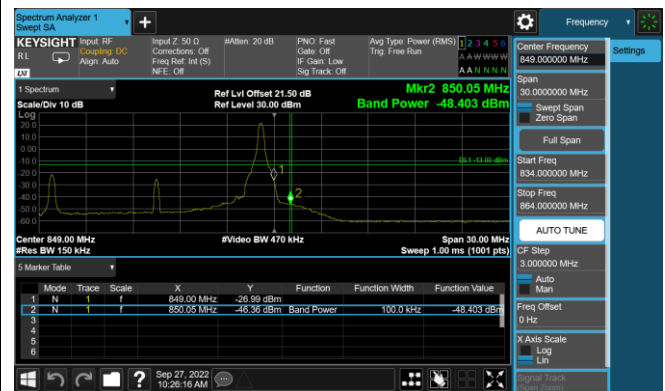 Spectrum Analyzer 1
Swept SA
Frequency
KEYSIGHT
RL
LXI
Input: RF
Coupling: DC
Align: Auto
Input Z: 50 Ω
Corrections: Off
Freq Ref: Int (S)
NFE: Off
#Atten: 20 dB
PNO: Fast
Gate: Off
IF Gain: Low
Sig Track: Off
Avg Type: Power (RMS)
Trig: Free Run
1 2 3 4 5 6
A A W W W W
A A N N N N
Center Frequency
849.000000 MHz
Settings
Span
30.0000000 MHz
Swept Span
Zero Span
Full Span
Start Freq
834.000000 MHz
Stop Freq
864.000000 MHz
AUTO TUNE
CF Step
3.000000 MHz
Auto
Man
Freq Offset
0 Hz
X Axis Scale
Log
Lin
Signal Track
(Span Zoom)
1 Spectrum
Scale/Div 10 dB
Ref Lvl Offset 21.50 dB
Ref Level 30.00 dBm
Mkr2 850.05 MHz
Band Power -48.403 dBm
Log
20.0
10.0
0.00
-10.0
-20.0
-30.0
-40.0
-50.0
-60.0
DL1 -13.00 dBm
1
2
Center 849.00 MHz
#Res BW 150 kHz
#Video BW 470 kHz
Span 30.00 MHz
Sweep 1.00 ms (1001 pts)
5 Marker Table
Mode Trace Scale X Y Function Function Width Function Value
1 N 1 f 849.00 MHz -26.99 dBm
2 N 1 f 850.05 MHz -46.36 dBm Band Power 100.0 kHz -48.403 dBm
3
4
5
6
?
Sep 27, 2022
10:26:16 AM